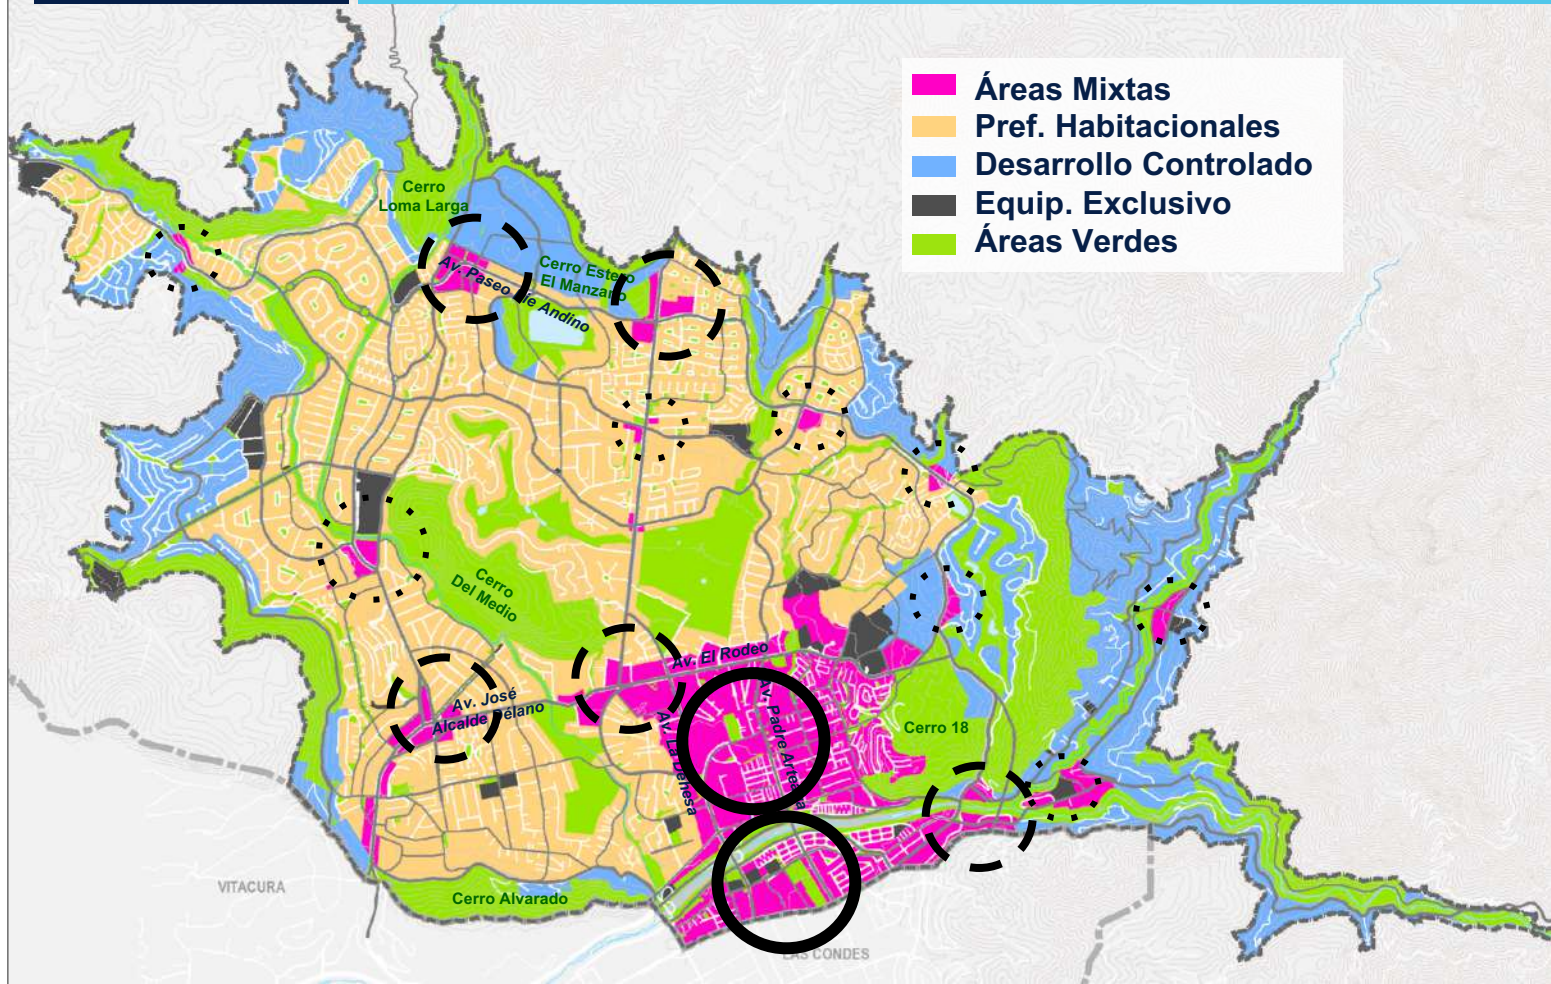 Áreas Mixtas
Pref. Habitacionales
Desarrollo Controlado
Equip. Exclusivo
Áreas Verdes
Cerro
Loma Larga
Cerro Estero
El Manzano
Av. Paseo Pie Andino
Cerro
Del Medio
Av. El Rodeo
Av. José
Alcalde Délano
Av. La Dehesa
Av. Padre Arteaga
Cerro 18
Cerro Alvarado
VITACURA
LAS CONDES